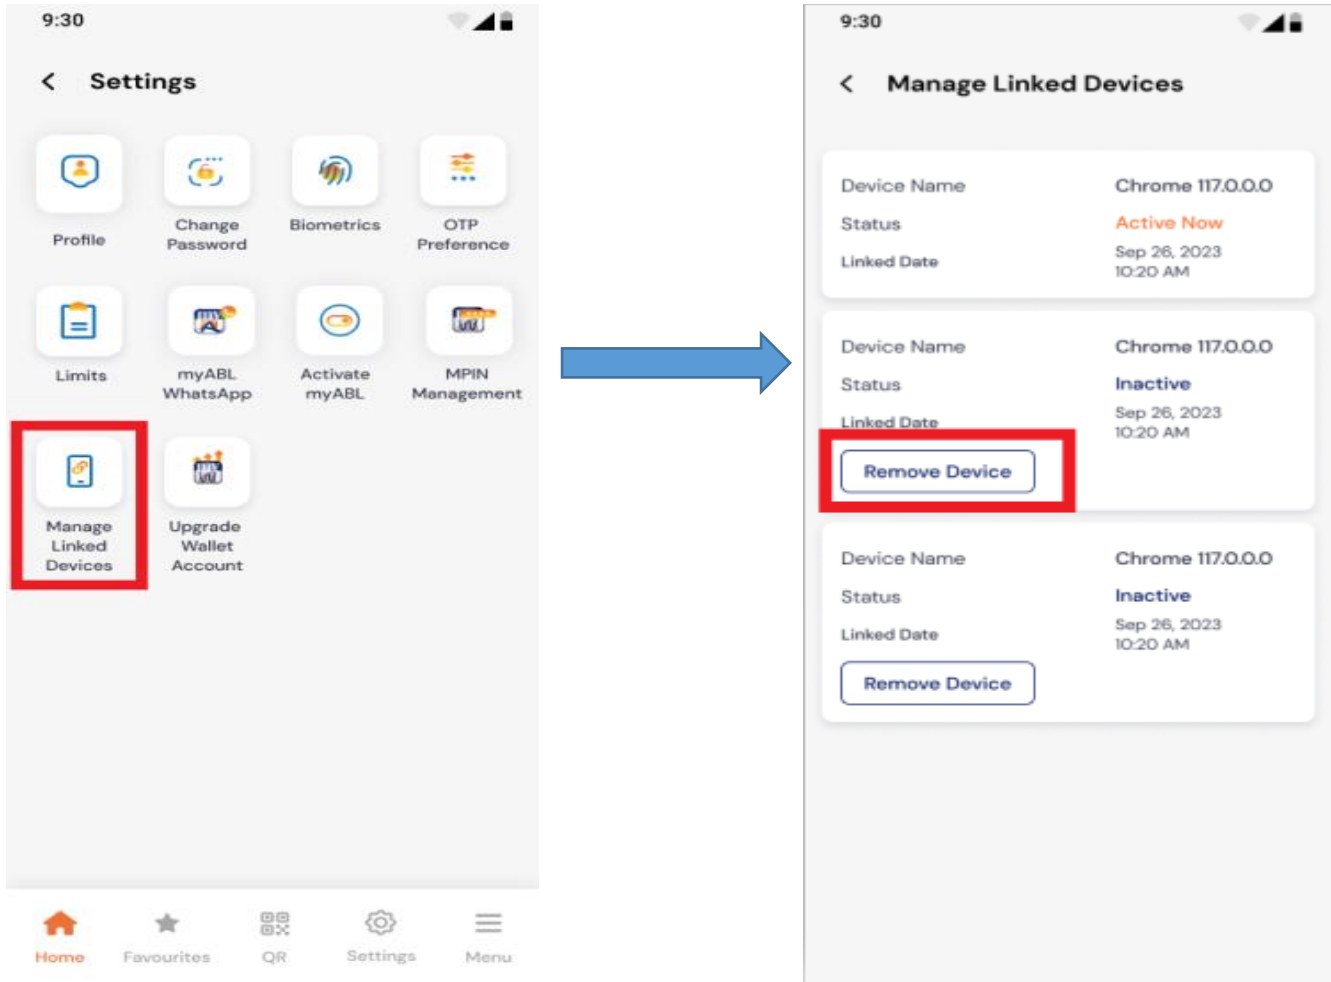 9:30
Settings
Profile
Change
Password
Biometrics
OTP
Preference
Limits
myABL
WhatsApp
Activate
myABL
MPIN
Management
Manage
Linked
Devices
Upgrade
Wallet
Account
Home
Favourites
QR
Settings
Menu
9:30
Manage Linked Devices
Device Name Chrome 117.0.0.0
Status Active Now
Linked Date Sep 26, 2023
10:20 AM
Device Name Chrome 117.0.0.0
Status Inactive
Linked Date Sep 26, 2023
10:20 AM
Remove Device
Device Name Chrome 117.0.0.0
Status Inactive
Linked Date Sep 26, 2023
10:20 AM
Remove Device